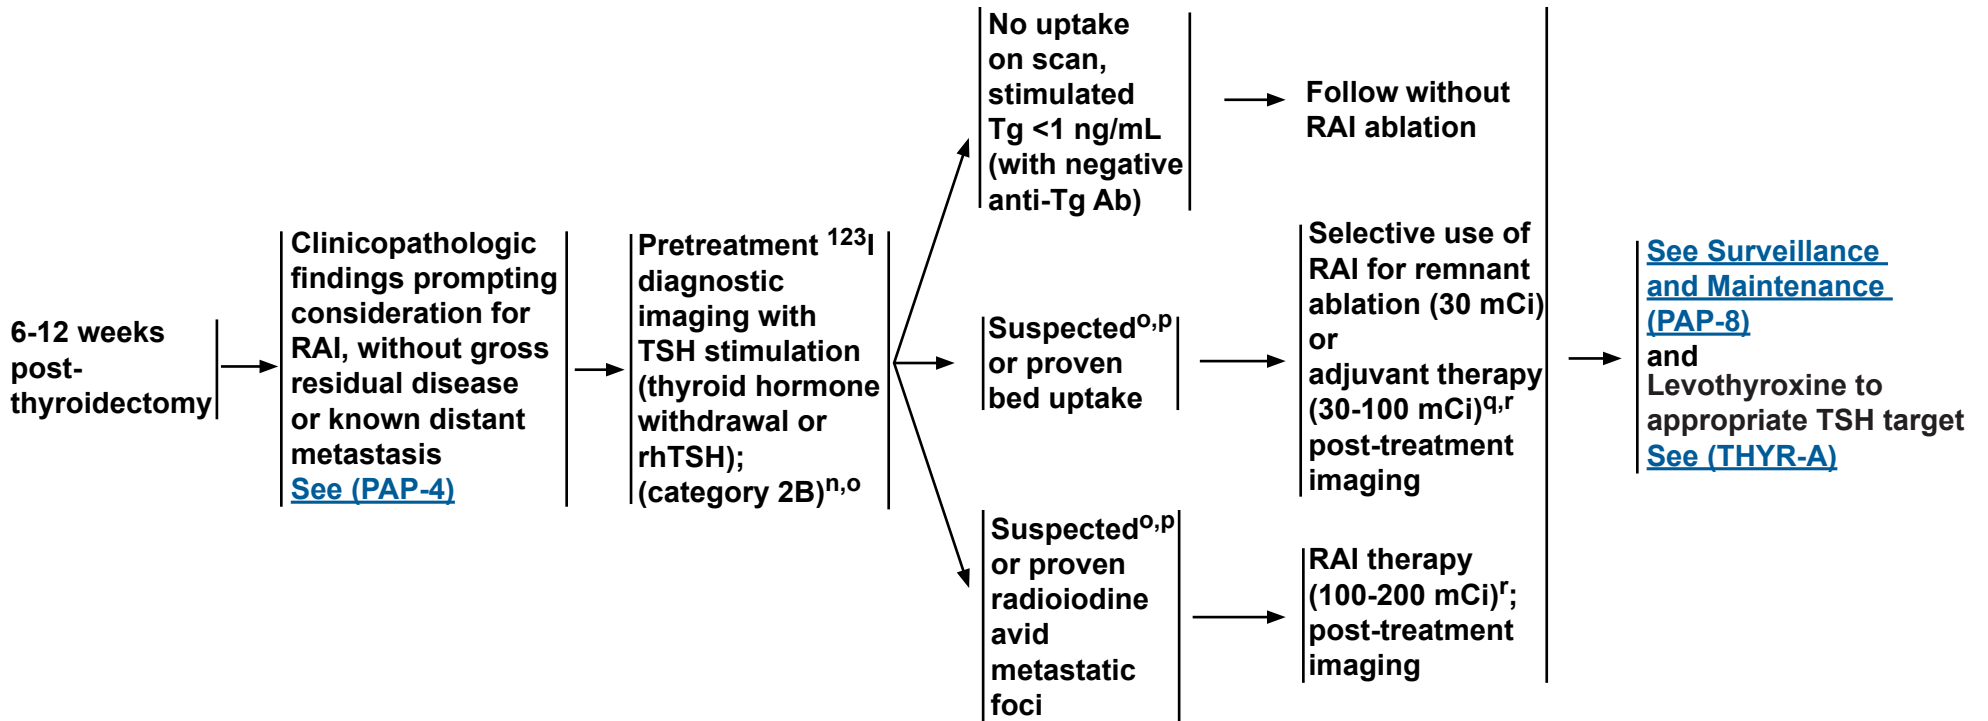 6-12 weeks
post-
thyroidectomy
Clinicopathologic
findings prompting
consideration for
RAI, without gross
residual disease
or known distant
metastasis
See (PAP-4)
Pretreatment ¹²³I
diagnostic
imaging with
TSH stimulation
(thyroid hormone
withdrawal or
rhTSH);
(category 2B)ⁿ,ᵒ
No uptake
on scan,
stimulated
Tg <1 ng/mL
(with negative
anti-Tg Ab)
Follow without
RAI ablation
Suspectedᵒ,ᵖ
or proven
bed uptake
Selective use of
RAI for remnant
ablation (30 mCi)
or
adjuvant therapy
(30-100 mCi)q,r
post-treatment
imaging
Suspectedᵒ,ᵖ
or proven
radioiodine
avid
metastatic
foci
RAI therapy
(100-200 mCi)ʳ;
post-treatment
imaging
See Surveillance
and Maintenance
(PAP-8)
and
Levothyroxine to
appropriate TSH target
See (THYR-A)